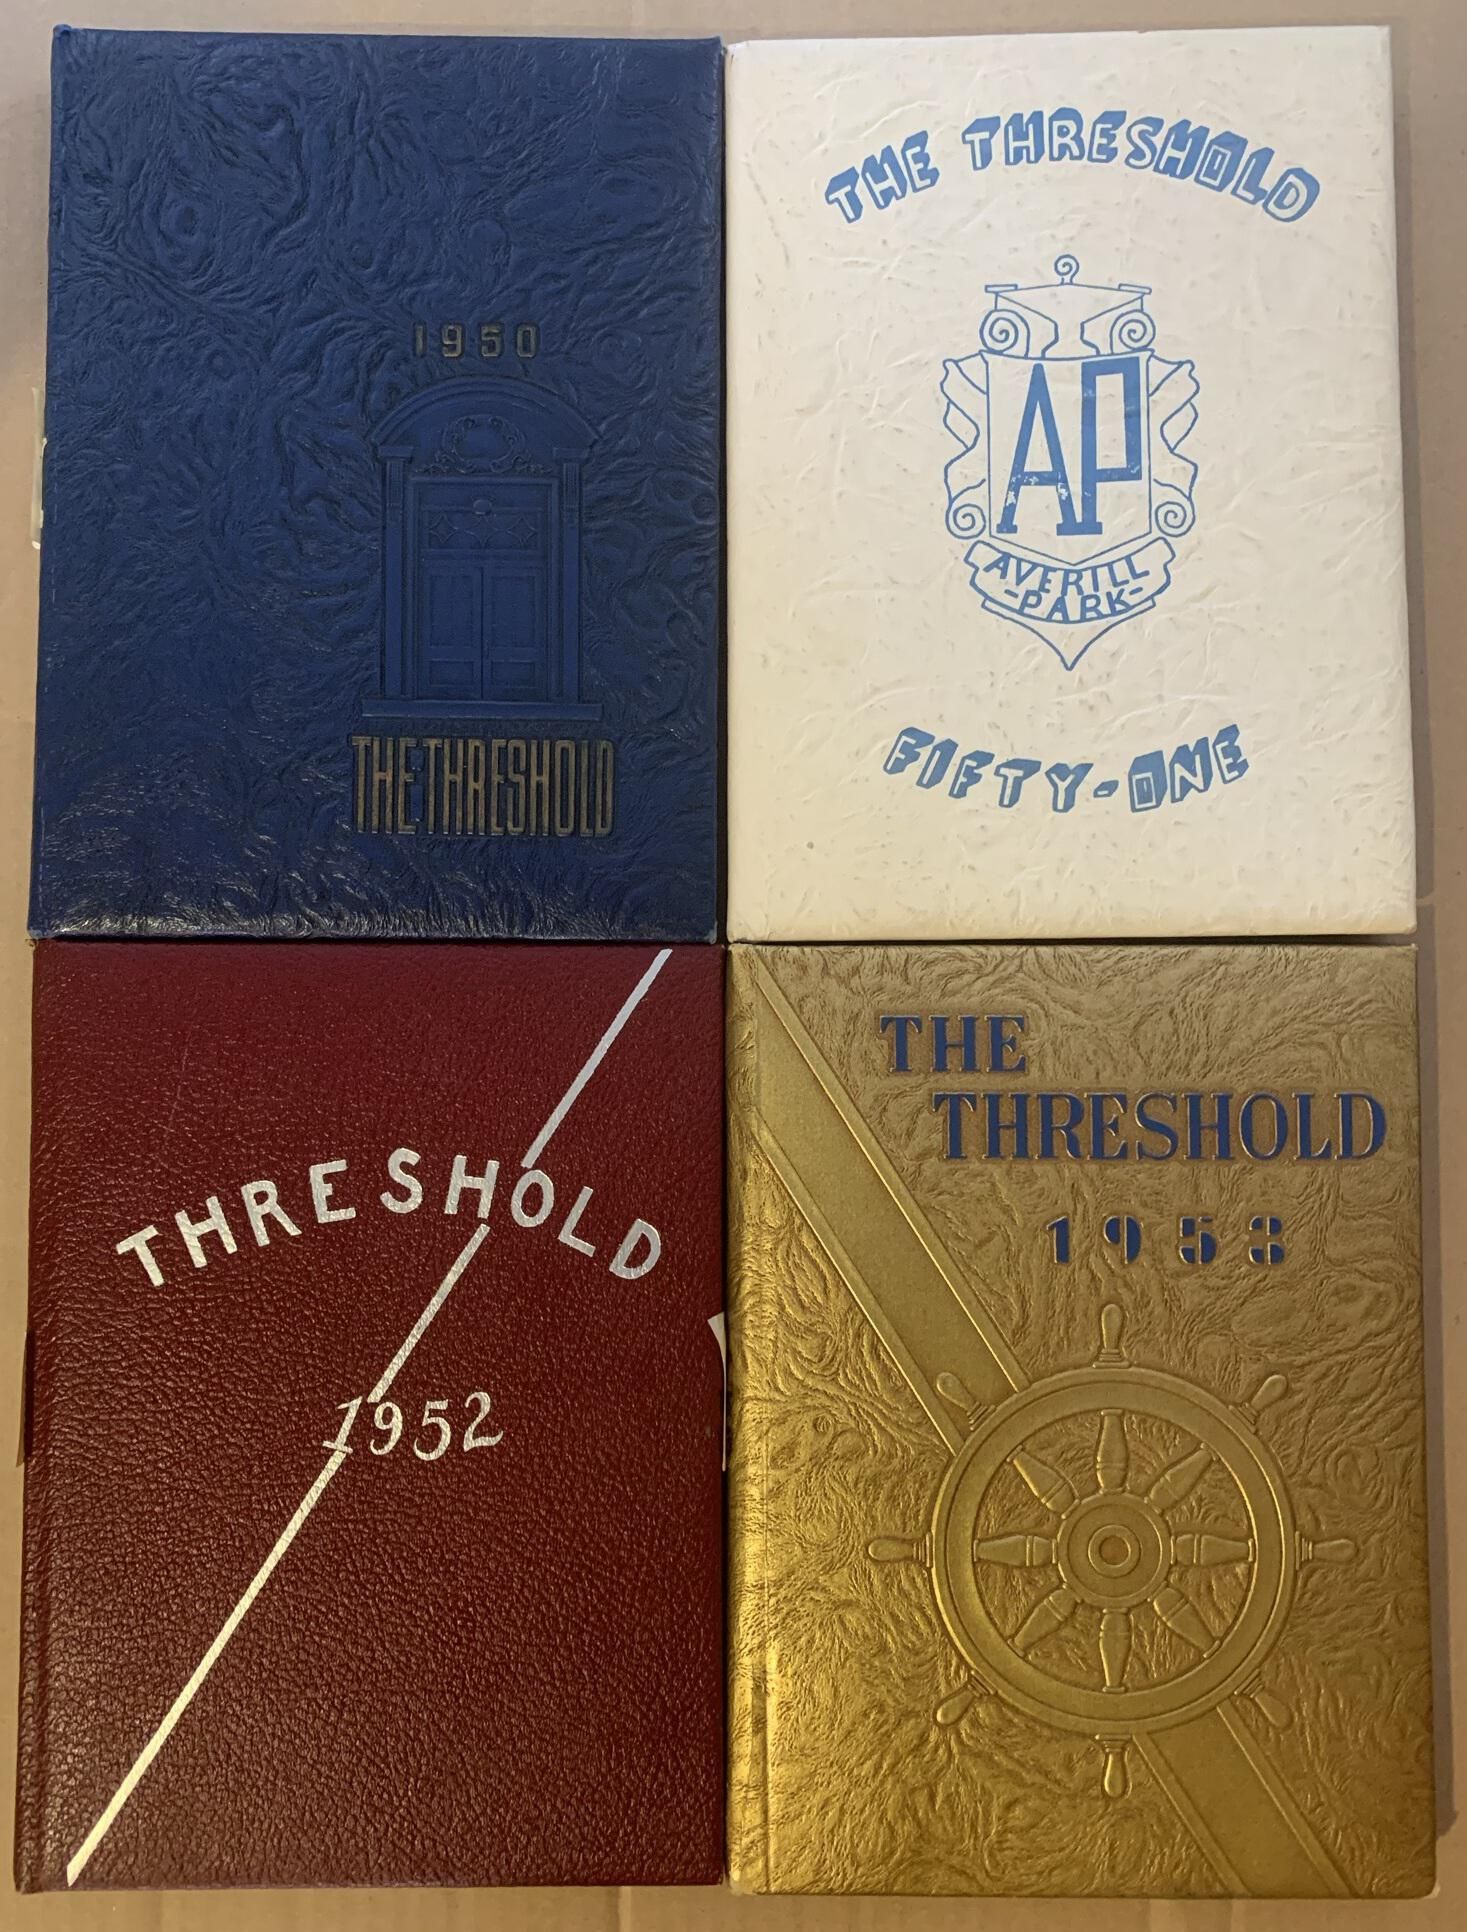 1950
THE THRESHOLD
THE THRESHOLD
AP
AVERILL
-PARK-
FIFTY-ONE
THRESHOLD
1952
THE
THRESHOLD
1953